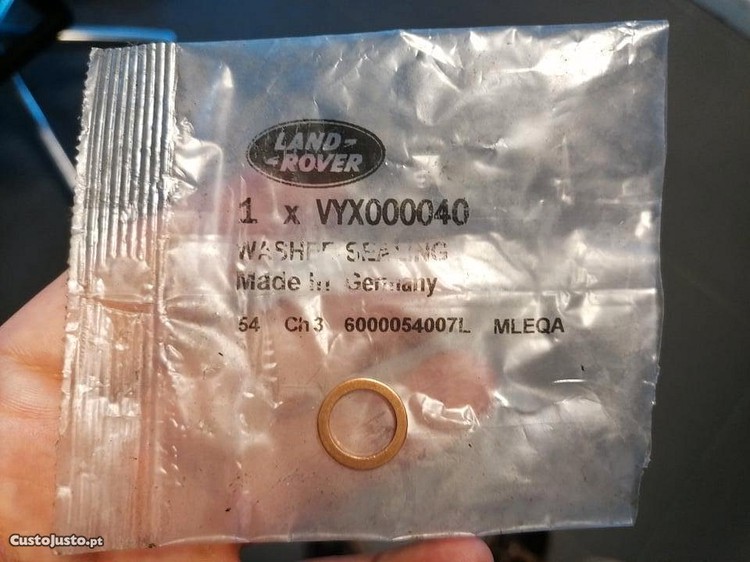 LAND-
-ROVER
1 x VYX000040
WASHER SEALING
Made in Germany
54 Ch3 6000054007L MLEQA
CustoJusto.pt